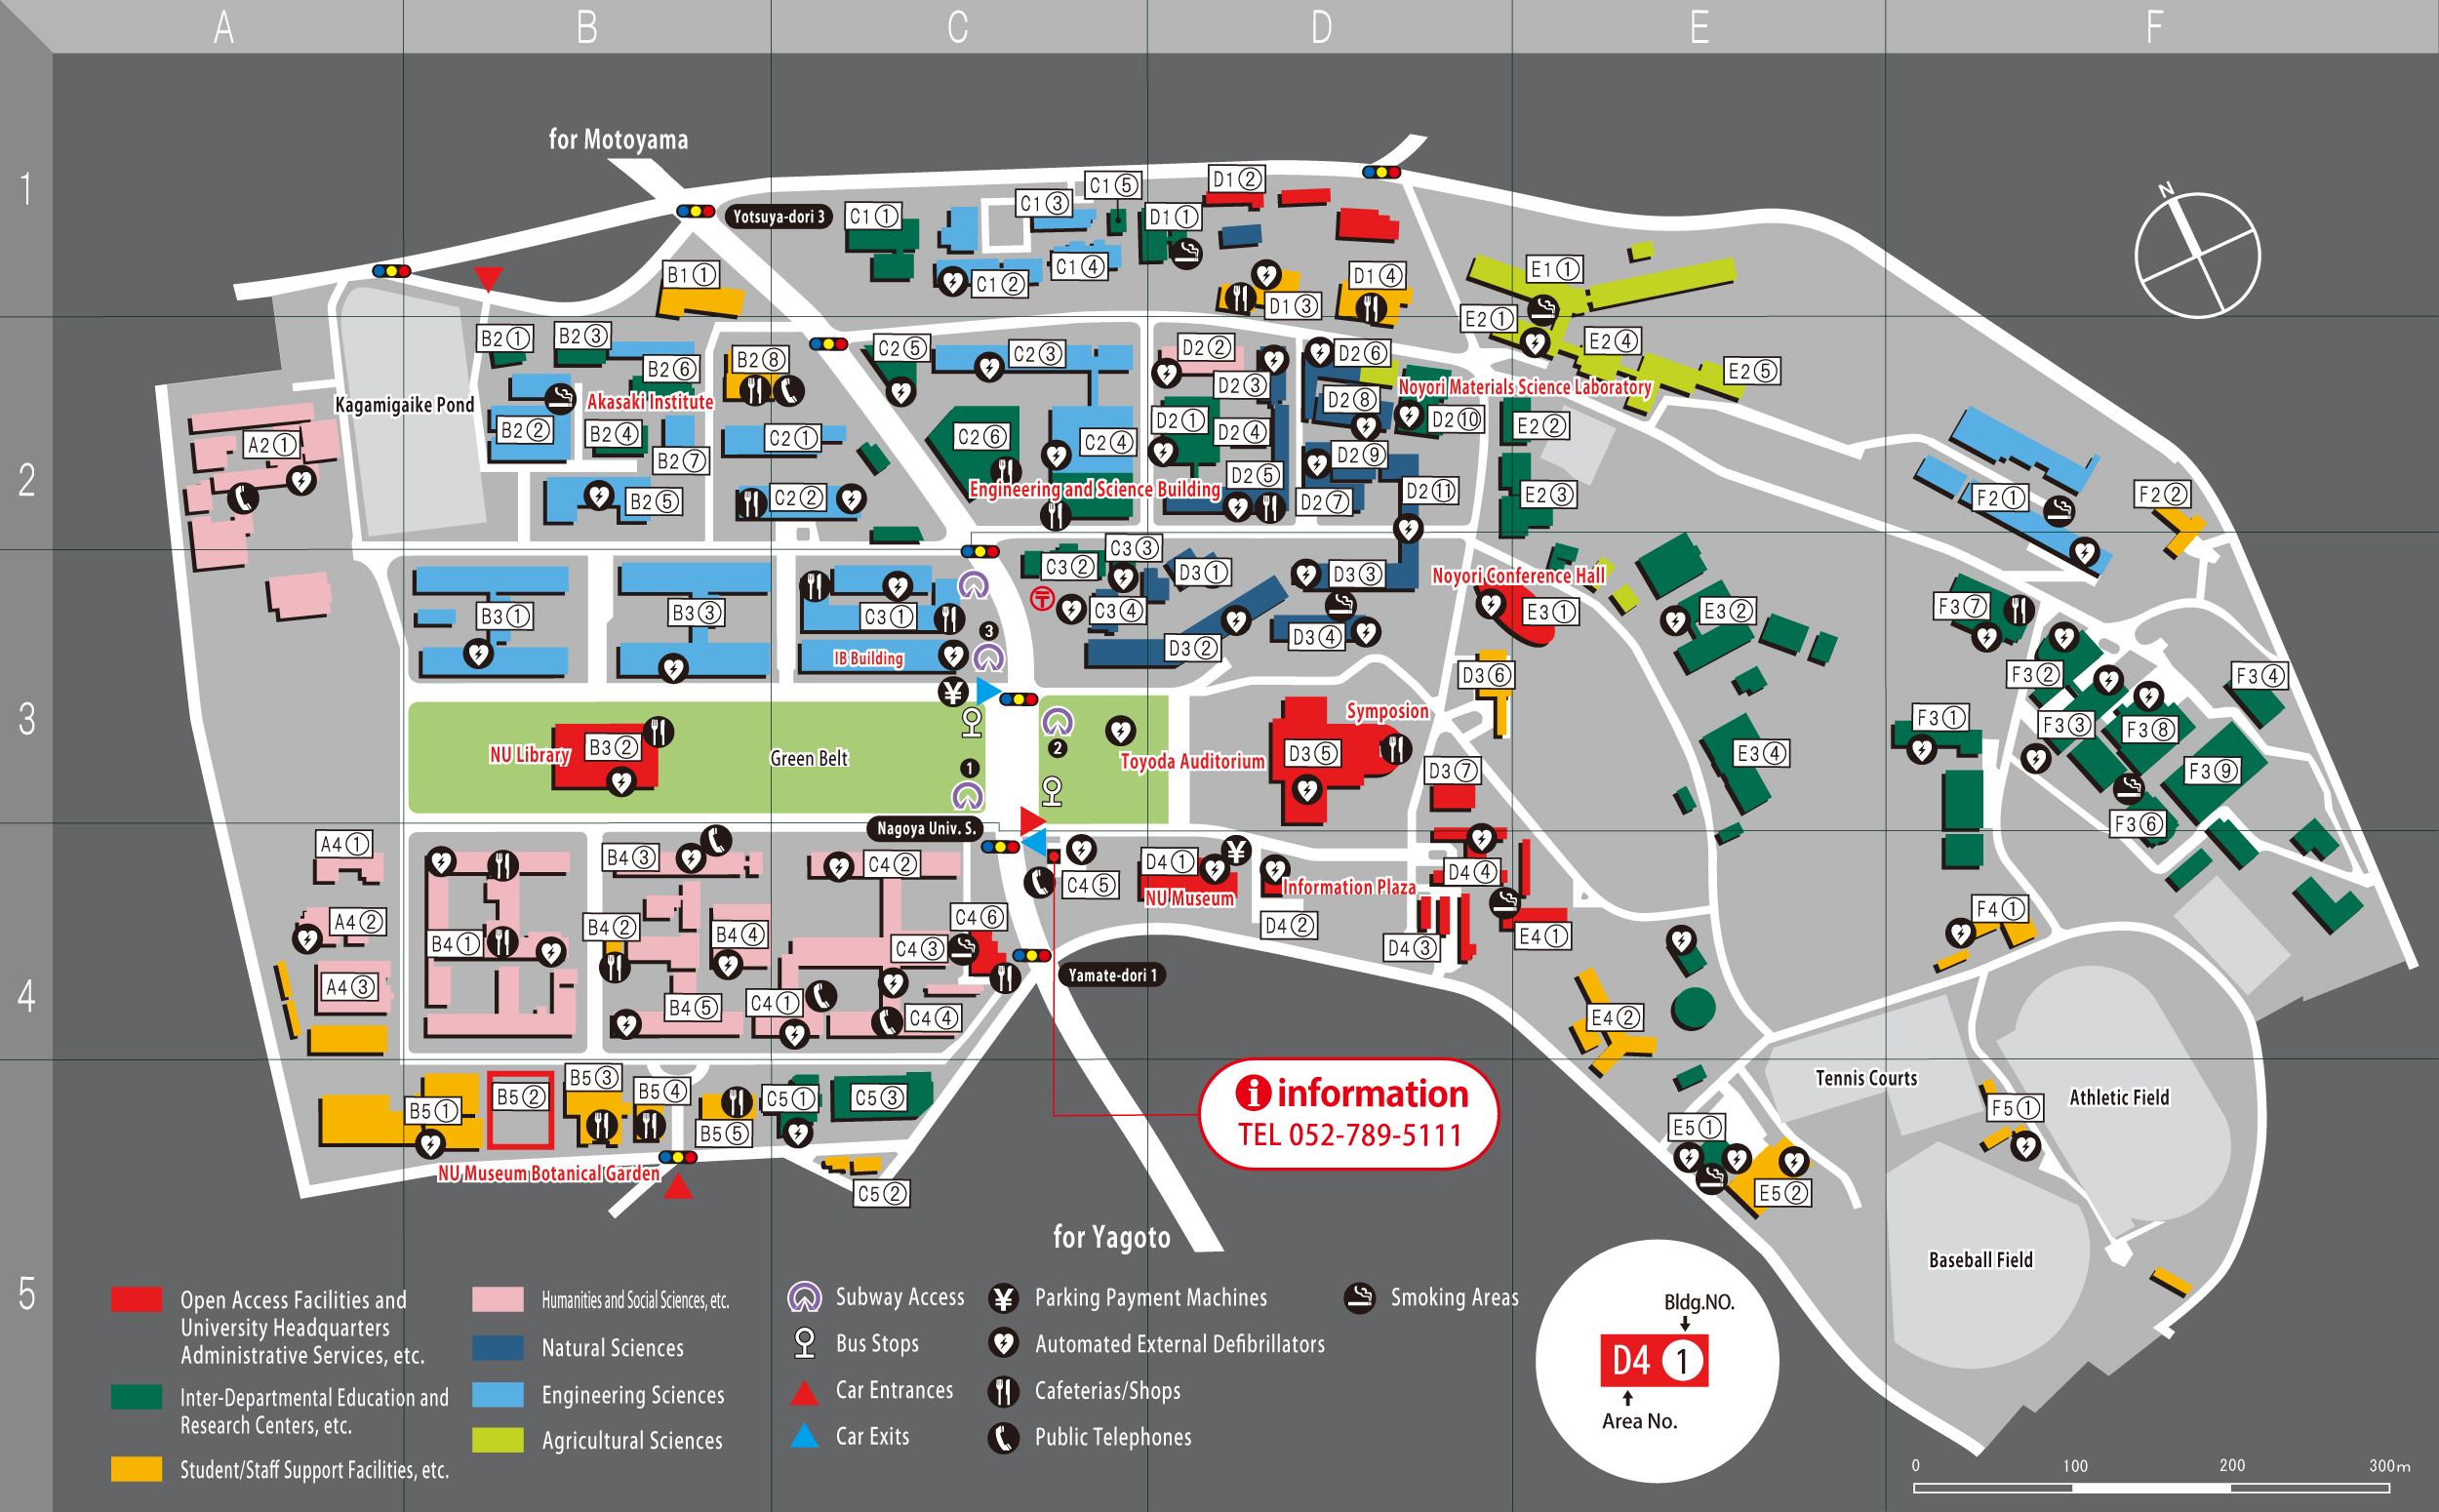 A
B
C
D
E
F
1
2
3
4
5
for Motoyama
N
Yotsuya-dori 3
C1①
C1③
C1⑤
D1①
D1②
B1①
C1②
C1④
D1③
D1④
E1①
B2①
B2③
B2⑥
B2⑧
C2⑤
C2③
D2②
D2③
D2⑥
E2①
E2④
E2⑤
Kagamigaike Pond
Akasaki Institute
Noyori Materials Science Laboratory
A2①
B2②
B2④
B2⑦
C2①
C2⑥
C2④
D2①
D2④
D2⑧
D2⑩
E2②
B2⑤
C2②
D2⑤
D2⑨
D2⑦
D2⑪
E2③
F2①
F2②
Engineering and Science Building
C3②
C3③
D3①
D3③
Noyori Conference Hall
B3①
B3③
C3①
C3④
D3④
E3①
E3②
F3⑦
IB Building
3
D3②
D3⑥
F3②
F3④
NU Library
B3②
Green Belt
2
1
Toyoda Auditorium
Symposion
D3⑤
D3⑦
E3④
F3①
F3③
F3⑧
F3⑨
F3⑥
Nagoya Univ. S.
A4①
B4③
C4②
C4⑤
D4①
NU Museum
Information Plaza
D4④
D4②
D4③
E4①
F4①
A4②
B4①
B4②
B4④
C4③
C4⑥
Yamate-dori 1
A4③
B4⑤
C4①
C4④
E4②
B5①
B5②
B5③
B5④
B5⑤
C5①
C5③
C5②
NU Museum Botanical Garden
i information
TEL 052-789-5111
Tennis Courts
Athletic Field
E5①
E5②
F5①
for Yagoto
Baseball Field
Open Access Facilities and
University Headquarters
Administrative Services, etc.
Inter-Departmental Education and
Research Centers, etc.
Student/Staff Support Facilities, etc.
Humanities and Social Sciences, etc.
Natural Sciences
Engineering Sciences
Agricultural Sciences
Subway Access
Bus Stops
Car Entrances
Car Exits
¥ Parking Payment Machines
Automated External Defibrillators
Cafeterias/Shops
Public Telephones
Smoking Areas
Bldg.NO.
D4 1
Area No.
0 100 200 300m